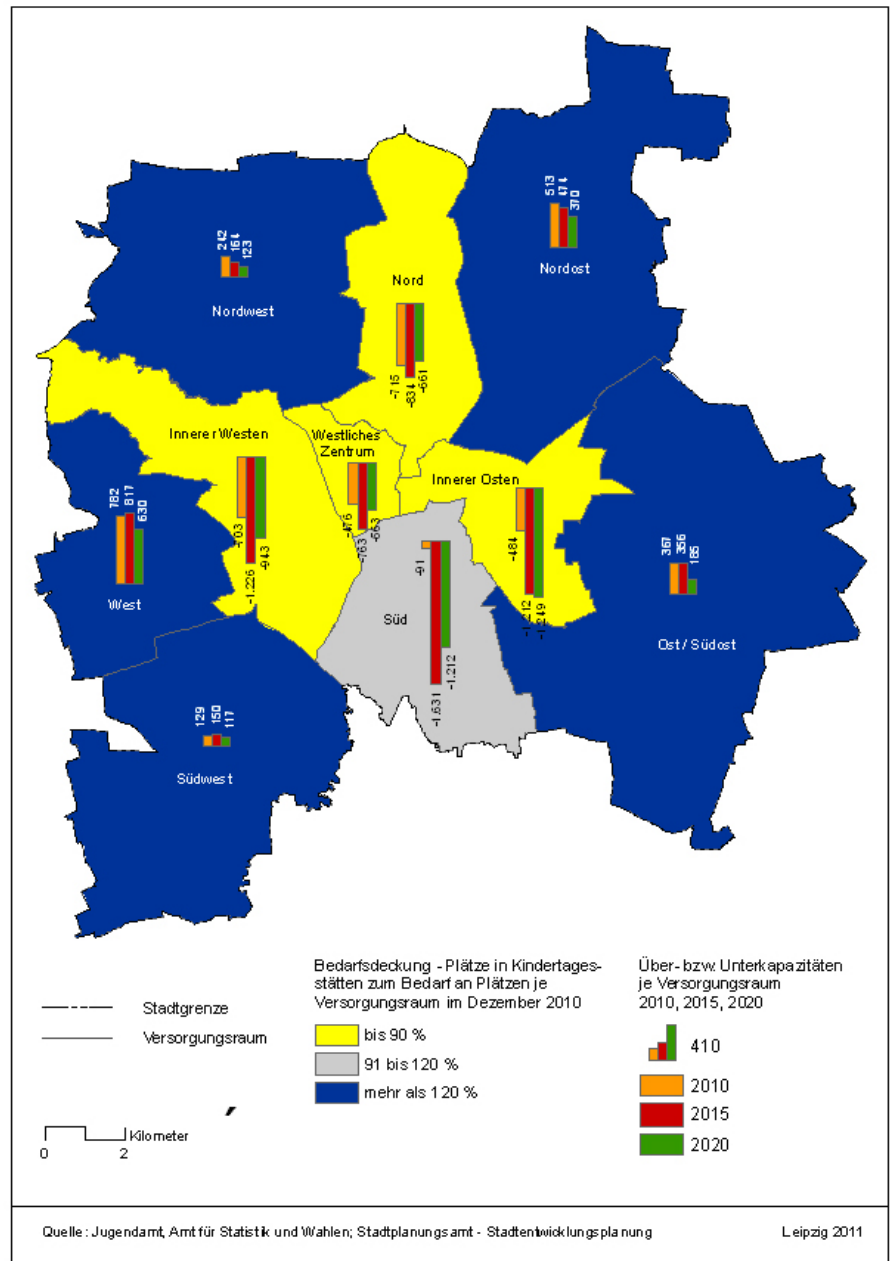 513
474
370
Nordost
242
164
123
Nordwest
Nord
-715
-834
-661
Innerer Westen
-703
-1.226
-943
Westliches
Zentrum
-476
-763
-553
Innerer Osten
-484
-1.212
-1.249
782
817
630
West
367
356
185
Ost / Südost
-91
-1.631
-1.212
Süd
129
150
117
Südwest
Stadtgrenze
Versorgungsraum
0 2 Kilometer
Bedarfsdeckung - Plätze in Kindertages-
stätten zum Bedarf an Plätzen je
Versorgungsraum im Dezember 2010
bis 90 %
91 bis 120 %
mehr als 120 %
Über- bzw. Unterkapazitäten
je Versorgungsraum
2010, 2015, 2020
410
2010
2015
2020
Quelle: Jugendamt, Amt für Statistik und Wahlen; Stadtplanungsamt - Stadtentwicklungsplanung
Leipzig 2011